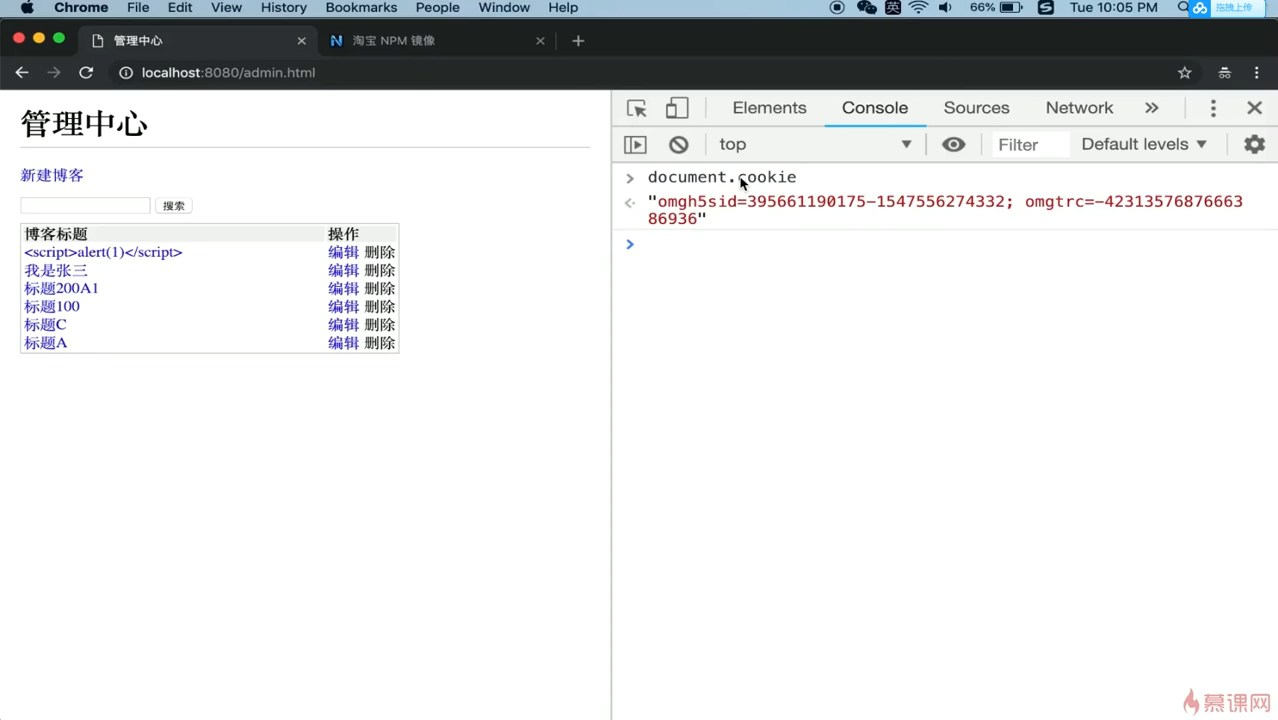 Chrome File Edit View History Bookmarks People Window Help 英 66% Tue 10:05 PM 拖拽上传
管理中心 淘宝 NPM 镜像
localhost:8080/admin.html
Elements Console Sources Network
top Filter Default levels
管理中心
新建博客
搜索
博客标题 操作
<script>alert(1)</script> 编辑 删除
我是张三 编辑 删除
标题200A1 编辑 删除
标题100 编辑 删除
标题C 编辑 删除
标题A 编辑 删除
document.cookie
"omgh5sid=395661190175-1547556274332; omgtrc=-42313576876663
86936"
慕课网